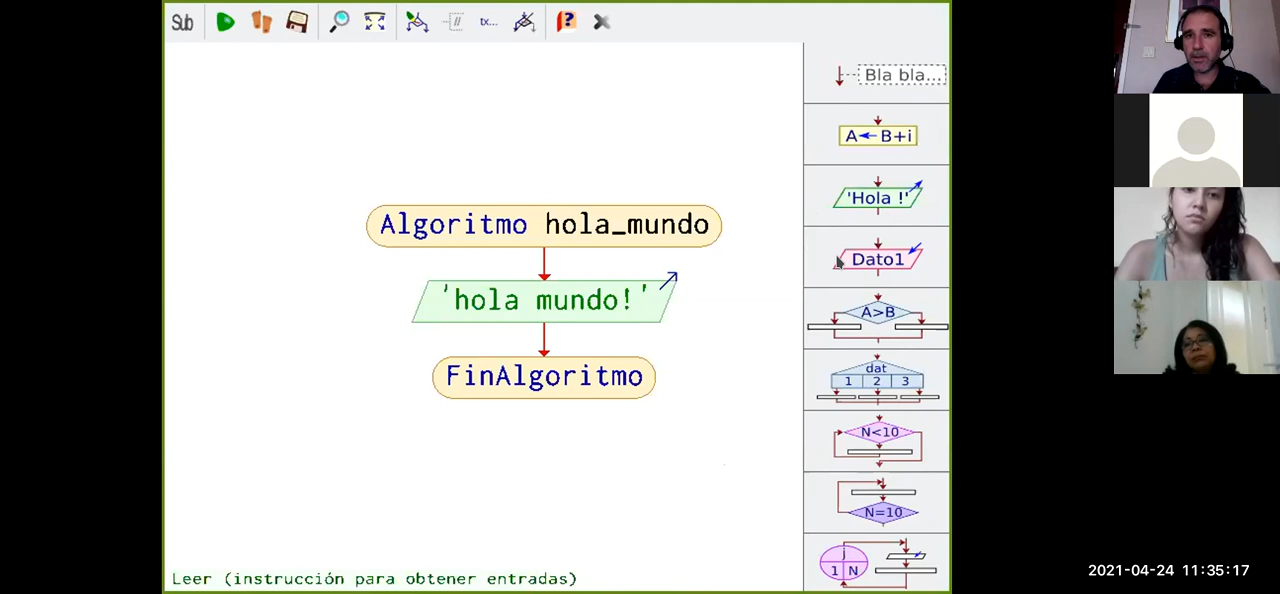 Sub
//
tx...
?
Bla bla...
A B+i
'Hola !'
Dato1
A>B
dat
1 2 3
N<10
N=10
j
1 N
Algoritmo hola_mundo
'hola mundo!'
FinAlgoritmo
Leer (instrucción para obtener entradas)
2021-04-24 11:35:17